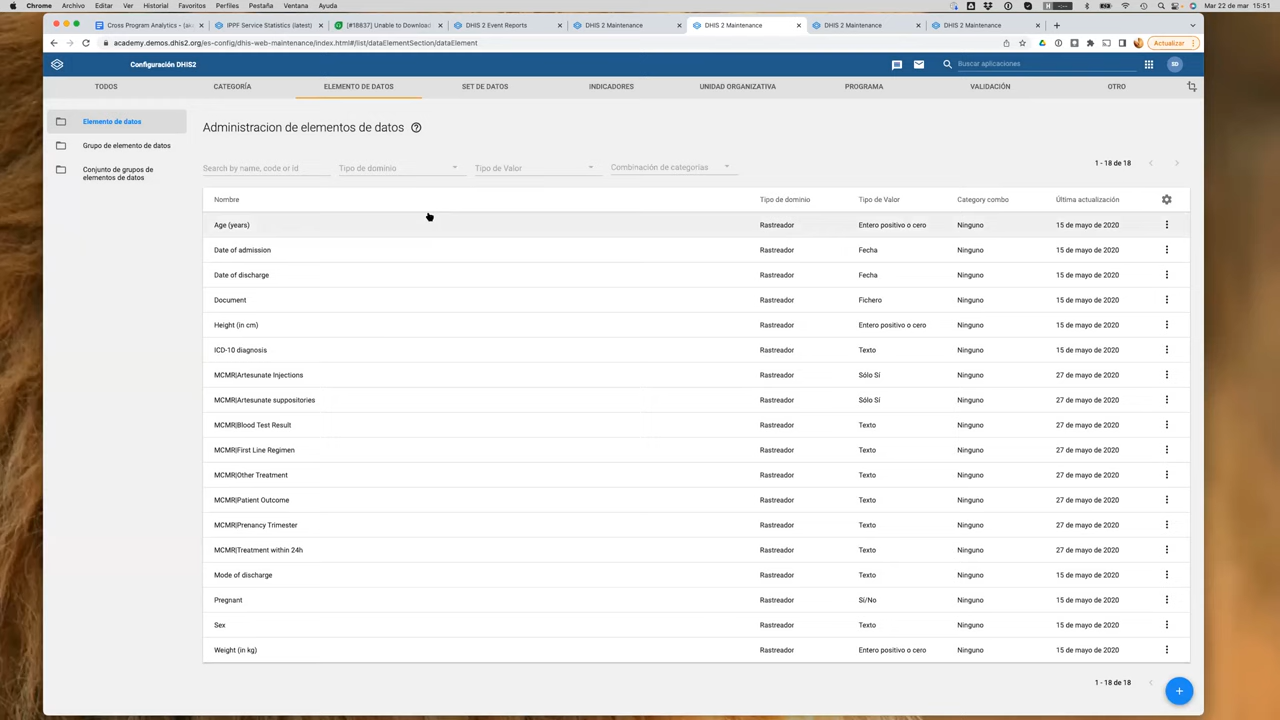 Chrome Archivo Editar Ver Historial Favoritos Perfiles Pestaña Ventana Ayuda
Mar 22 de mar 15:51
Cross Program Analytics - (ak
IPPF Service Statistics (latest)
[#18837] Unable to Download
DHIS 2 Event Reports
DHIS 2 Maintenance
DHIS 2 Maintenance
DHIS 2 Maintenance
DHIS 2 Maintenance
academy.demos.dhis2.org/es-config/dhis-web-maintenance/index.html#/list/dataElementSection/dataElement
Actualizar
Configuración DHIS2
Buscar aplicaciones
SD
TODOS CATEGORÍA ELEMENTO DE DATOS SET DE DATOS INDICADORES UNIDAD ORGANIZATIVA PROGRAMA VALIDACIÓN OTRO
Elemento de datos
Grupo de elemento de datos
Conjunto de grupos de
elementos de datos
Administracion de elementos de datos
Search by name, code or id Tipo de dominio Tipo de Valor Combinación de categorías
1 - 18 de 18
Nombre Tipo de dominio Tipo de Valor Category combo Última actualización
Age (years) Rastreador Entero positivo o cero Ninguno 15 de mayo de 2020
Date of admission Rastreador Fecha Ninguno 15 de mayo de 2020
Date of discharge Rastreador Fecha Ninguno 15 de mayo de 2020
Document Rastreador Fichero Ninguno 15 de mayo de 2020
Height (in cm) Rastreador Entero positivo o cero Ninguno 15 de mayo de 2020
ICD-10 diagnosis Rastreador Texto Ninguno 15 de mayo de 2020
MCMR|Artesunate Injections Rastreador Sólo Sí Ninguno 27 de mayo de 2020
MCMR|Artesunate suppositories Rastreador Sólo Sí Ninguno 27 de mayo de 2020
MCMR|Blood Test Result Rastreador Texto Ninguno 27 de mayo de 2020
MCMR|First Line Regimen Rastreador Texto Ninguno 27 de mayo de 2020
MCMR|Other Treatment Rastreador Texto Ninguno 27 de mayo de 2020
MCMR|Patient Outcome Rastreador Texto Ninguno 27 de mayo de 2020
MCMR|Prenancy Trimester Rastreador Texto Ninguno 27 de mayo de 2020
MCMR|Treatment within 24h Rastreador Texto Ninguno 27 de mayo de 2020
Mode of discharge Rastreador Texto Ninguno 15 de mayo de 2020
Pregnant Rastreador Sí/No Ninguno 15 de mayo de 2020
Sex Rastreador Texto Ninguno 15 de mayo de 2020
Weight (in kg) Rastreador Entero positivo o cero Ninguno 15 de mayo de 2020
1 - 18 de 18